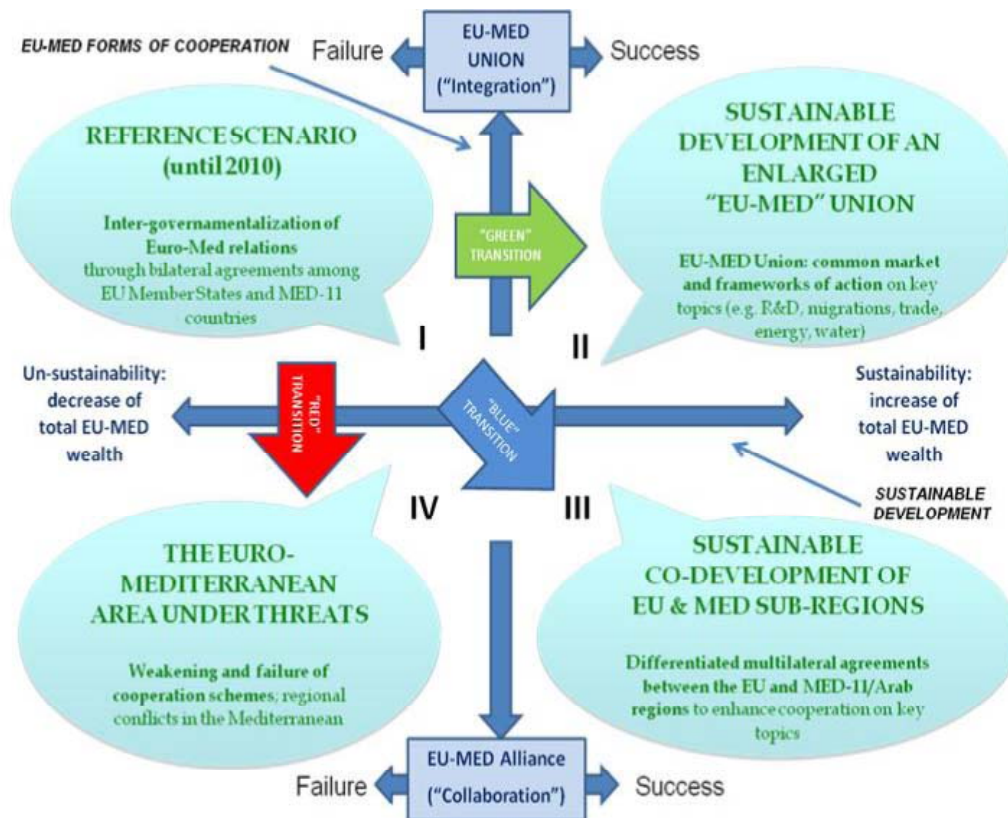 EU-MED FORMS OF COOPERATION
Failure
EU-MED
UNION
("Integration")
Success
REFERENCE SCENARIO
(until 2010)
Inter-governamentalization of
Euro-Med relations
through bilateral agreements among
EU Member States and MED-11
countries
SUSTAINABLE
DEVELOPMENT OF AN
ENLARGED
"EU-MED" UNION
EU-MED Union: common market
and frameworks of action on key
topics (e.g. R&D, migrations, trade,
energy, water)
"GREEN"
TRANSITION
I
II
Un-sustainability:
decrease of
total EU-MED
wealth
"RED"
TRANSITION
"BLUE"
TRANSITION
Sustainability:
increase of
total EU-MED
wealth
SUSTAINABLE
DEVELOPMENT
IV
III
THE EURO-
MEDITERRANEAN
AREA UNDER THREATS
Weakening and failure of
cooperation schemes; regional
conflicts in the Mediterranean
SUSTAINABLE
CO-DEVELOPMENT OF
EU & MED SUB-REGIONS
Differentiated multilateral agreements
between the EU and MED-11/Arab
regions to enhance cooperation on key
topics
Failure
EU-MED Alliance
("Collaboration")
Success